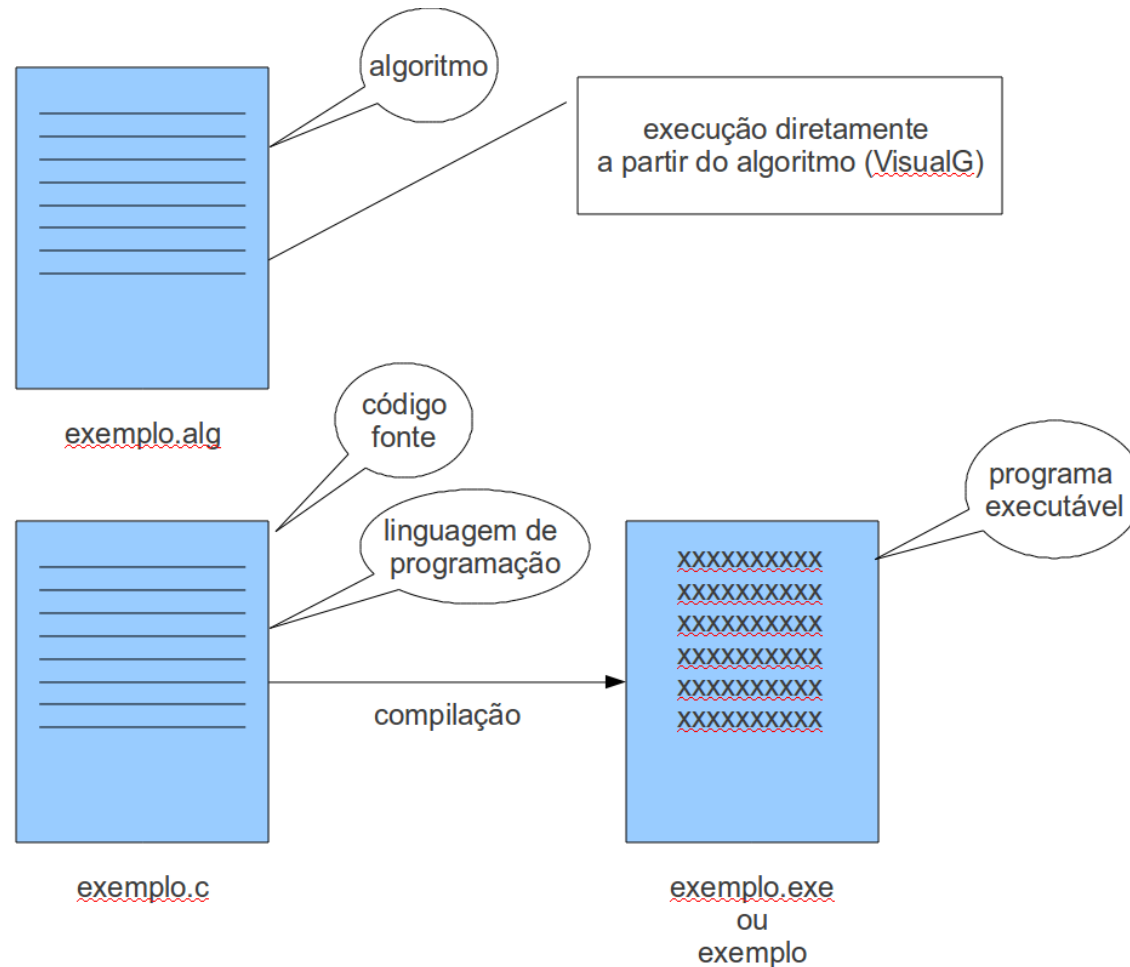 algoritmo
execução diretamente
a partir do algoritmo (VisualG)
exemplo.alg
código
fonte
linguagem de
programação
programa
executável
xxxxxxxxxx
xxxxxxxxxx
xxxxxxxxxx
xxxxxxxxxx
xxxxxxxxxx
xxxxxxxxxx
compilação
exemplo.c
exemplo.exe
ou
exemplo